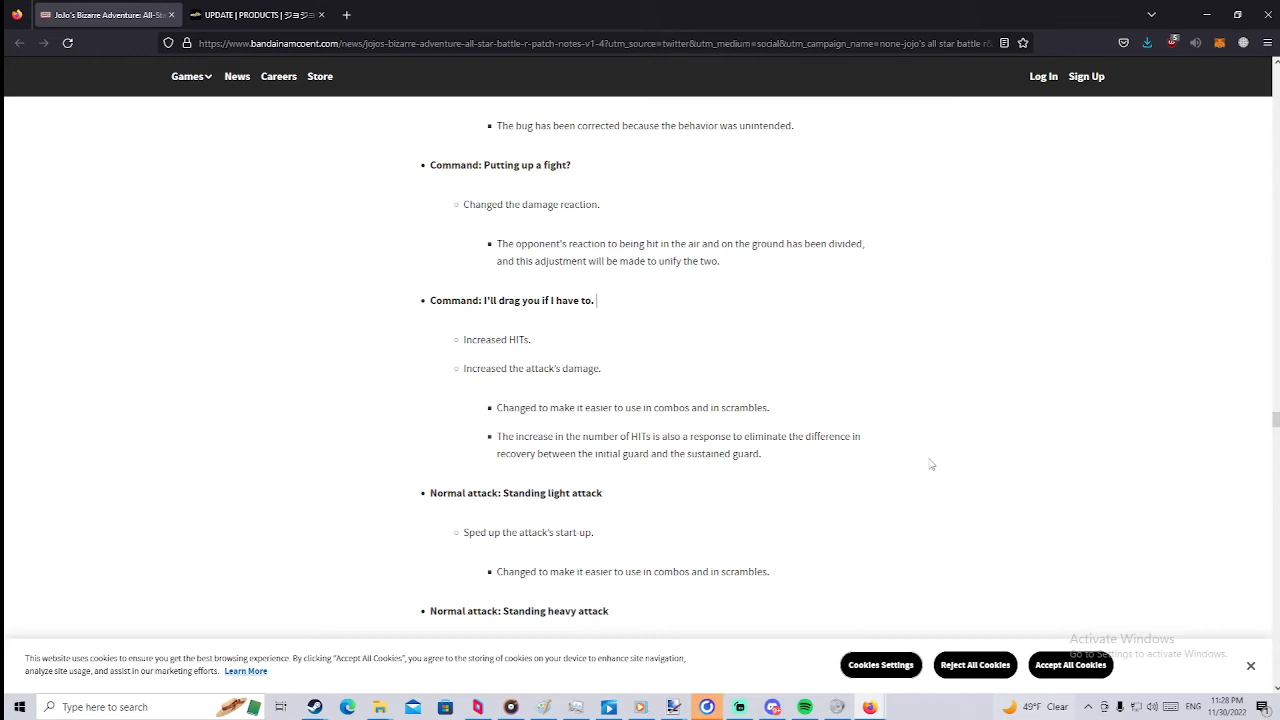 Jojo's Bizarre Adventure: All-Sta
UPDATE | PRODUCTS | ジョジ
https://www.bandainamcoent.com/news/jojos-bizarre-adventure-all-star-battle-r-patch-notes-v1-4?utm_source=twitter&utm_medium=social&utm_campaign_name=none-jojo's all star battle r
Games News Careers Store Log In Sign Up
▪ The bug has been corrected because the behavior was unintended.
• Command: Putting up a fight?
○ Changed the damage reaction.
▪ The opponent's reaction to being hit in the air and on the ground has been divided,
and this adjustment will be made to unify the two.
• Command: I'll drag you if I have to.
○ Increased HITs.
○ Increased the attack's damage.
▪ Changed to make it easier to use in combos and in scrambles.
▪ The increase in the number of HITs is also a response to eliminate the difference in
recovery between the initial guard and the sustained guard.
• Normal attack: Standing light attack
○ Sped up the attack's start-up.
▪ Changed to make it easier to use in combos and in scrambles.
• Normal attack: Standing heavy attack
Activate Windows
Go to Settings to activate Windows.
This website uses cookies to ensure you get the best browsing experience. By clicking "Accept All Cookies", you agree to the storing of cookies on your device to enhance site navigation,
analyze site usage, and assist in our marketing efforts. Learn More
Cookies Settings
Reject All Cookies
Accept All Cookies
Type here to search
49°F Clear
ENG
11:28 PM
11/30/2022